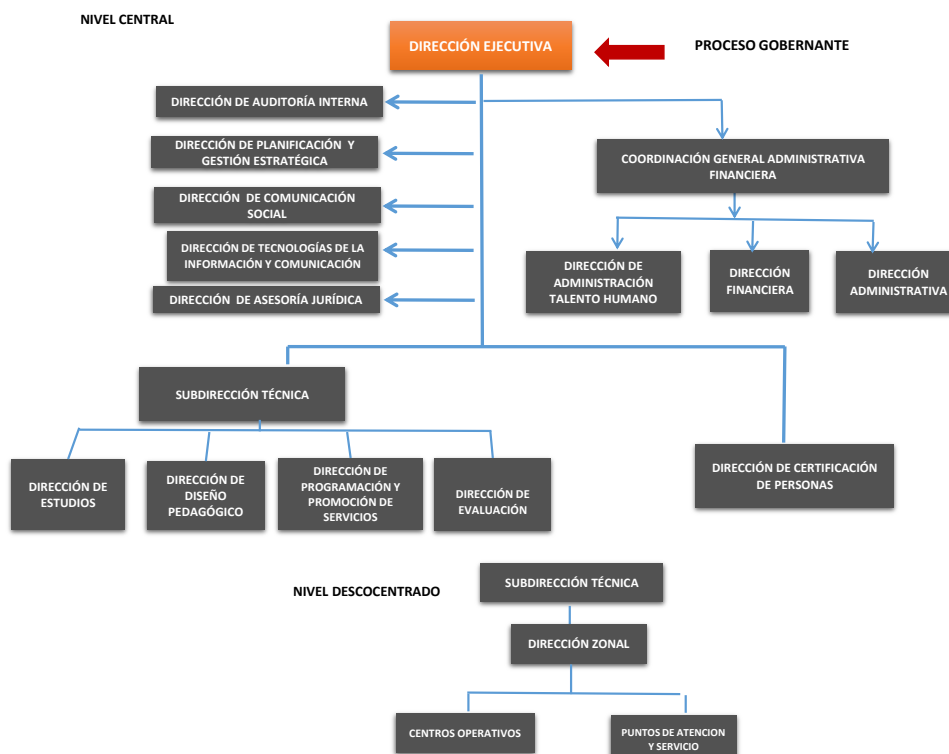 NIVEL CENTRAL
DIRECCIÓN EJECUTIVA
PROCESO GOBERNANTE
DIRECCIÓN DE AUDITORÍA INTERNA
DIRECCIÓN DE PLANIFICACIÓN Y
GESTIÓN ESTRATÉGICA
COORDINACIÓN GENERAL ADMINISTRATIVA
FINANCIERA
DIRECCIÓN DE COMUNICACIÓN
SOCIAL
DIRECCIÓN DE TECNOLOGÍAS DE LA
INFORMACIÓN Y COMUNICACIÓN
DIRECCIÓN DE ASESORÍA JURÍDICA
DIRECCIÓN DE
ADMINISTRACIÓN
TALENTO HUMANO
DIRECCIÓN
FINANCIERA
DIRECCIÓN
ADMINISTRATIVA
SUBDIRECCIÓN TÉCNICA
DIRECCIÓN DE
ESTUDIOS
DIRECCIÓN DE
DISEÑO
PEDAGÓGICO
DIRECCIÓN DE
PROGRAMACIÓN Y
PROMOCIÓN DE
SERVICIOS
DIRECCIÓN DE
EVALUACIÓN
DIRECCIÓN DE CERTIFICACIÓN
DE PERSONAS
NIVEL DESCOCENTRADO
SUBDIRECCIÓN TÉCNICA
DIRECCIÓN ZONAL
CENTROS OPERATIVOS
PUNTOS DE ATENCION
Y SERVICIO